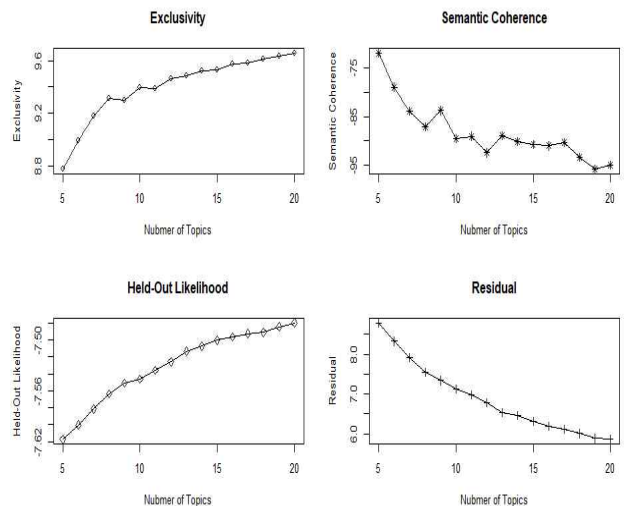 Exclusivity
Exclusivity
9.6
9.2
8.8
5
10
15
20
Nubmer of Topics
Semantic Coherence
Semantic Coherence
-75
-85
-95
5
10
15
20
Nubmer of Topics
Held-Out Likelihood
Held-Out Likelihood
-7.50
-7.56
-7.62
5
10
15
20
Nubmer of Topics
Residual
Residual
8.0
7.0
6.0
5
10
15
20
Nubmer of Topics